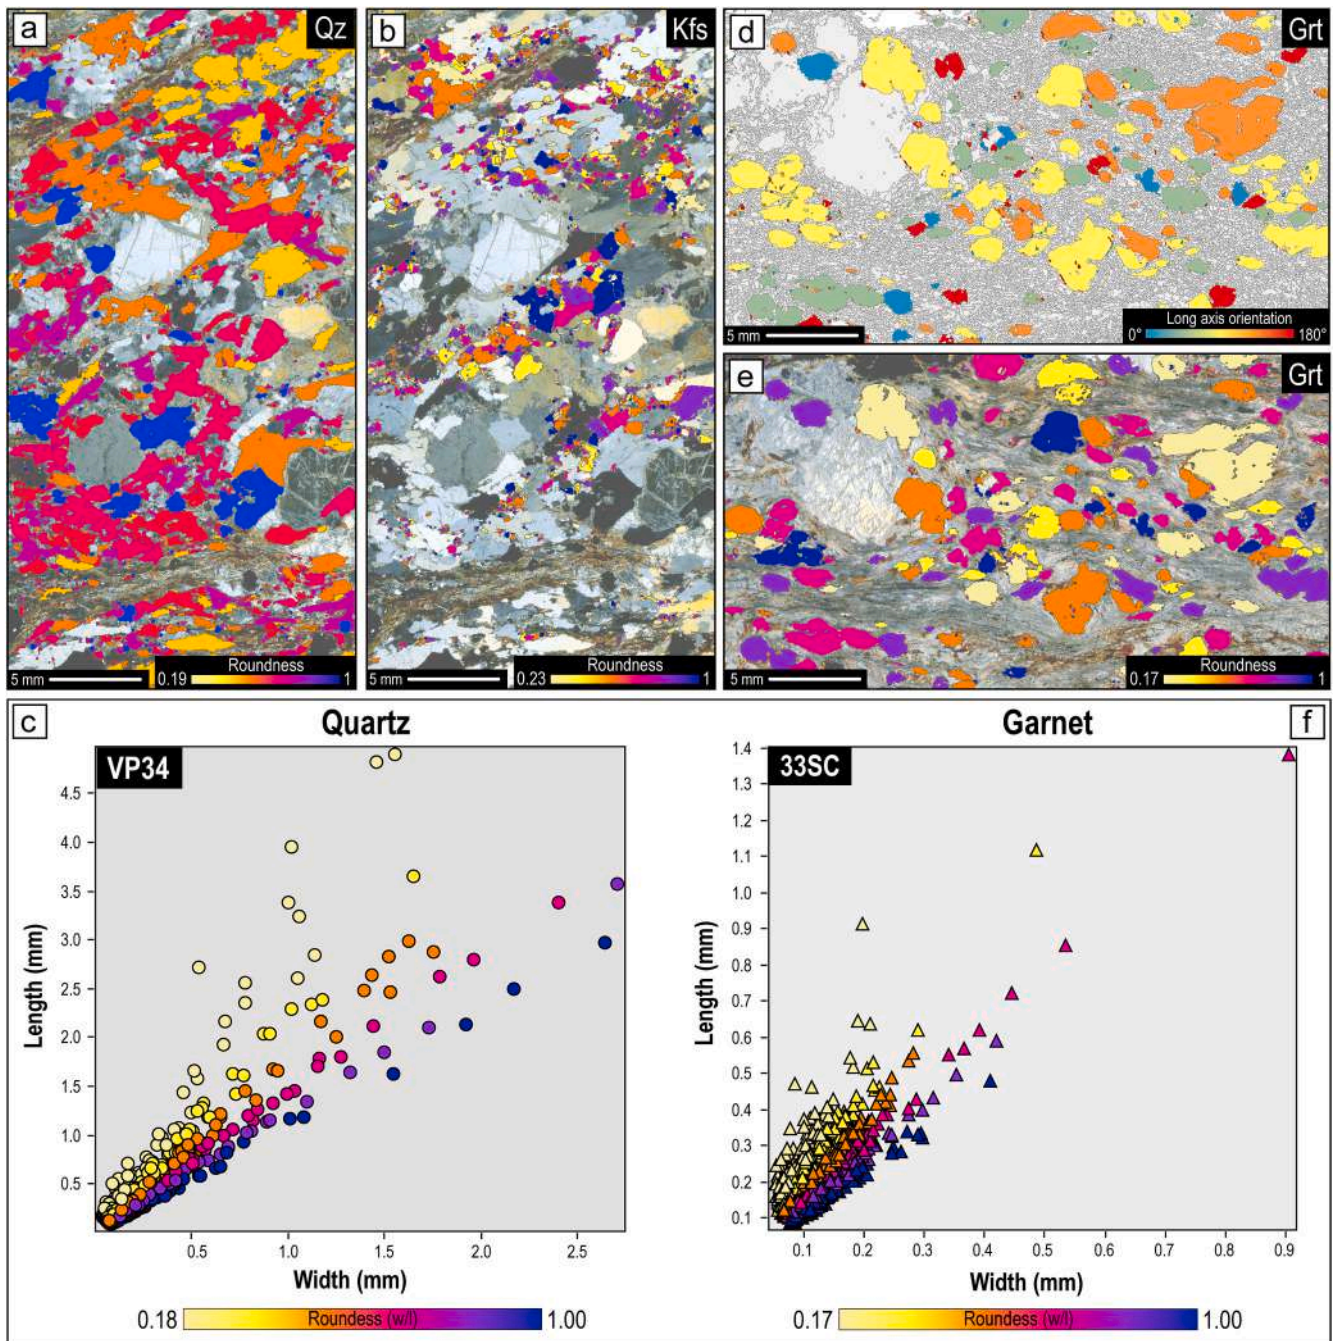 a
Qz
Roundness
5 mm
0.19
1
b
Kfs
Roundness
5 mm
0.23
1
d
Grt
Long axis orientation
5 mm
0°
180°
e
Grt
Roundness
5 mm
0.17
1
c
Quartz
VP34
4.5
4.0
3.5
3.0
2.5
2.0
1.5
1.0
0.5
Length (mm)
0.5
1.0
1.5
2.0
2.5
Width (mm)
0.18
Roundess (w/l)
1.00
Garnet
f
33SC
1.4
1.3
1.2
1.1
1.0
0.9
0.8
0.7
0.6
0.5
0.4
0.3
0.2
0.1
Length (mm)
0.1
0.2
0.3
0.4
0.5
0.6
0.7
0.8
0.9
Width (mm)
0.17
Roundess (w/l)
1.00